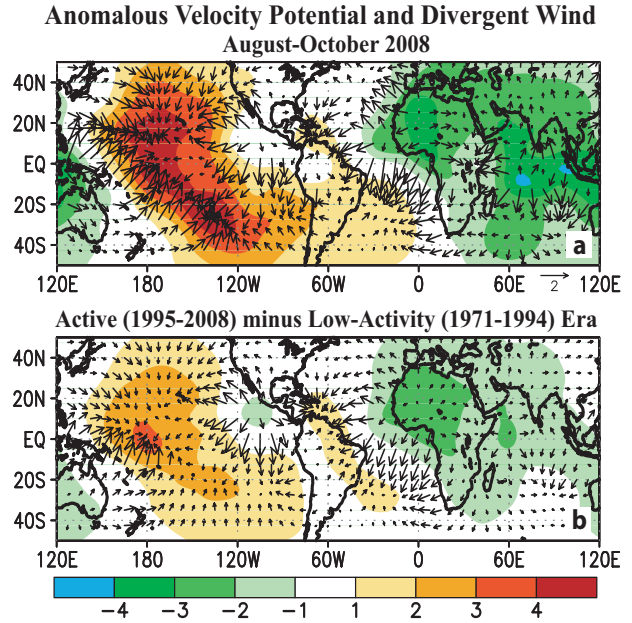 Anomalous Velocity Potential and Divergent Wind
August-October 2008
40N
20N
EQ
20S
40S
a
120E 180 120W 60W 0 60E 120E
2
Active (1995-2008) minus Low-Activity (1971-1994) Era
40N
20N
EQ
20S
40S
b
120E 180 120W 60W 0 60E 120E
−4 −3 −2 −1 1 2 3 4